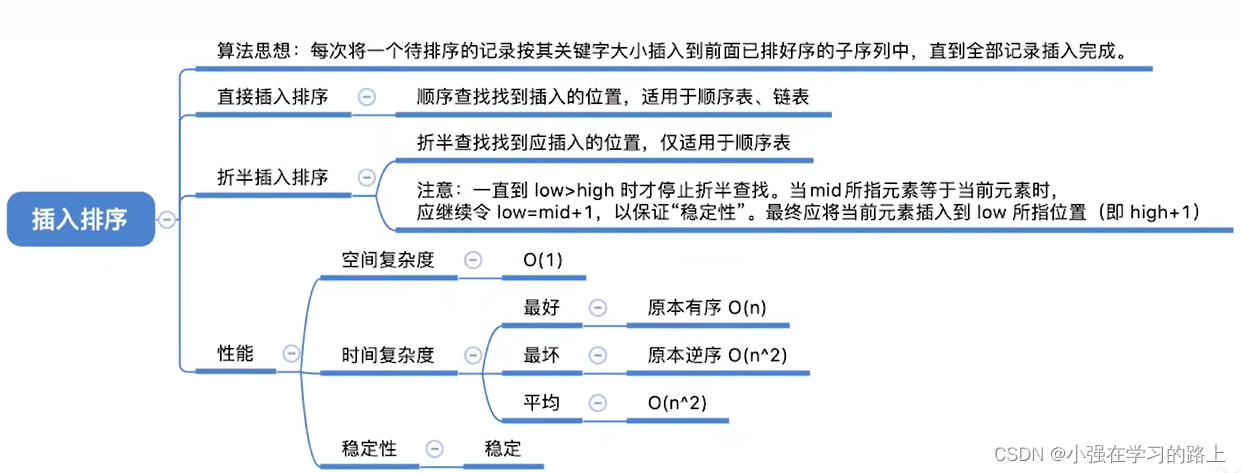 算法思想：每次将一个待排序的记录按其关键字大小插入到前面已排好序的子序列中，直到全部记录插入完成。
直接插入排序
顺序查找找到插入的位置，适用于顺序表、链表
折半插入排序
折半查找找到应插入的位置，仅适用于顺序表
注意：一直到 low>high 时才停止折半查找。当mid所指元素等于当前元素时，
应继续令 low=mid+1，以保证“稳定性”。最终应将当前元素插入到 low 所指位置（即 high+1）
插入排序
性能
空间复杂度
O(1)
时间复杂度
最好
原本有序 O(n)
最坏
原本逆序 O(n^2)
平均
O(n^2)
稳定性
稳定
CSDN @小强在学习的路上